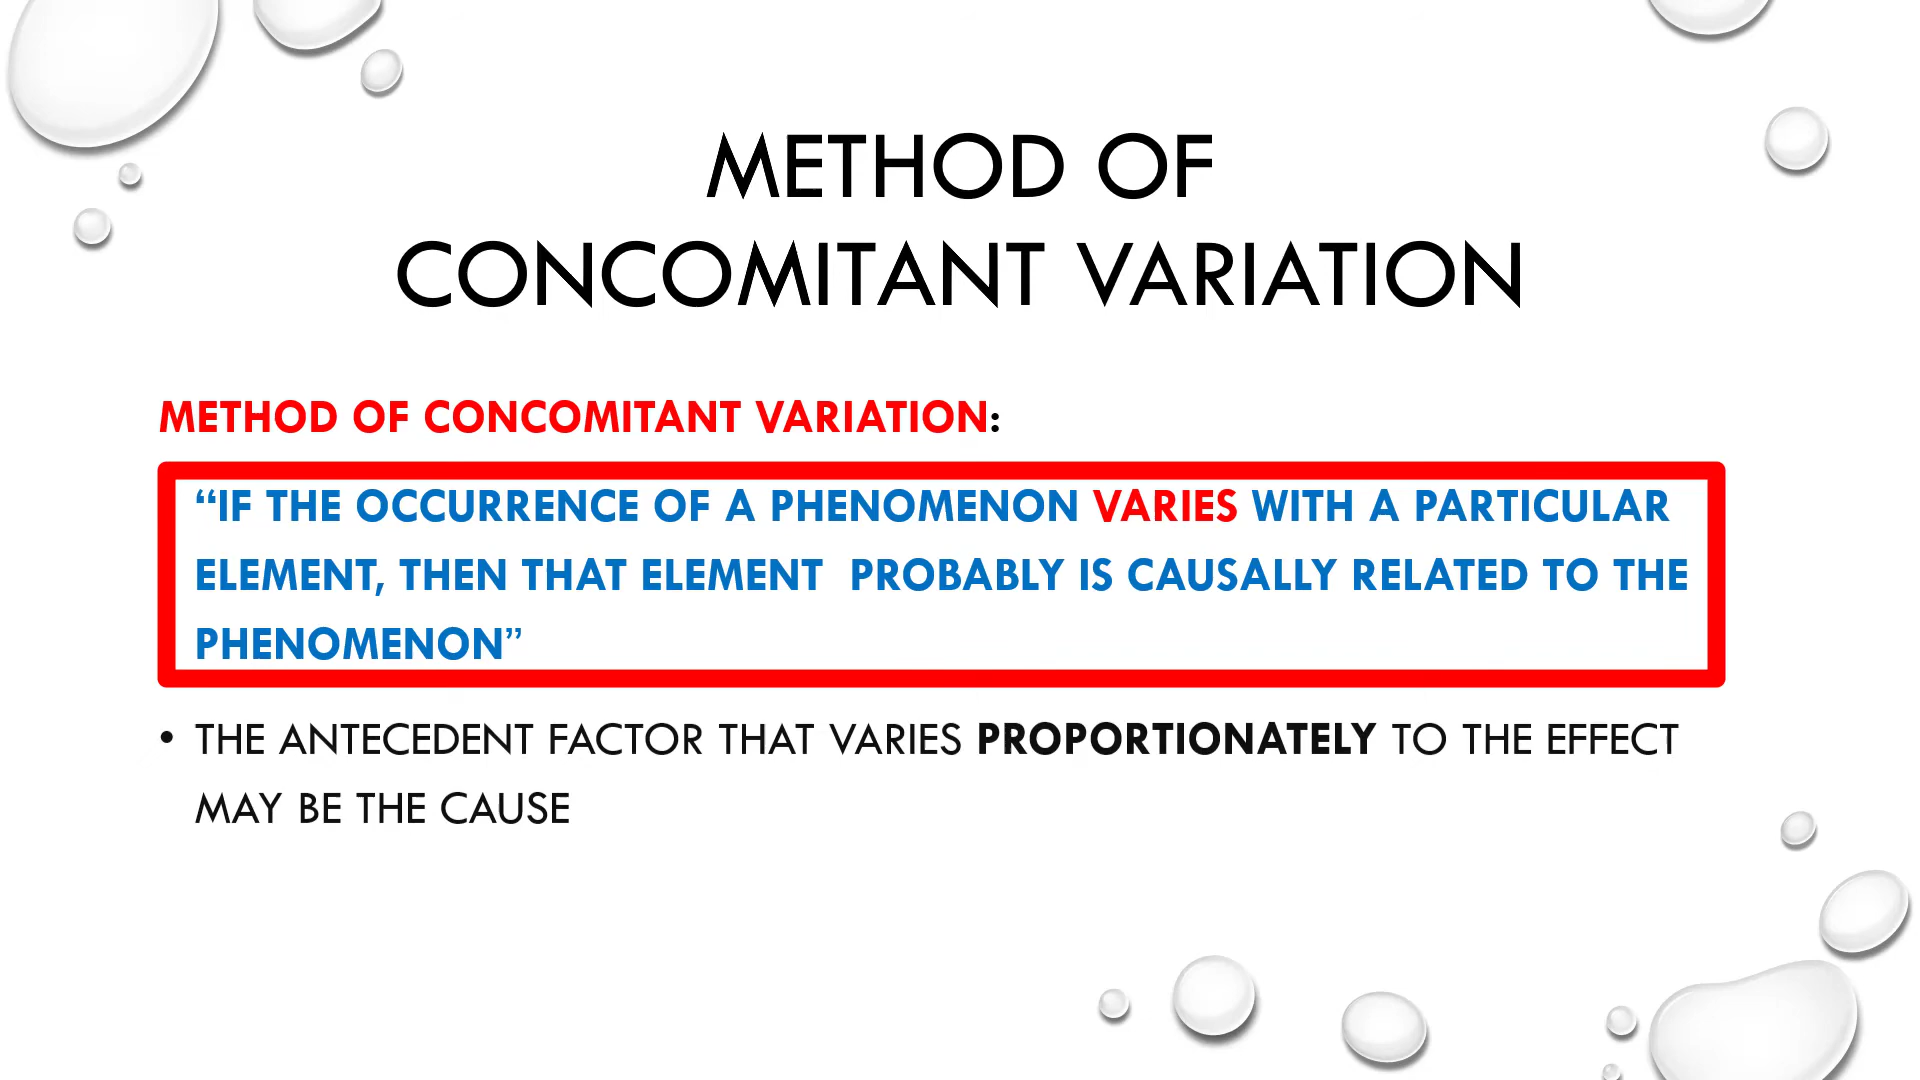 METHOD OF
CONCOMITANT VARIATION
METHOD OF CONCOMITANT VARIATION:
“IF THE OCCURRENCE OF A PHENOMENON VARIES WITH A PARTICULAR
ELEMENT, THEN THAT ELEMENT  PROBABLY IS CAUSALLY RELATED TO THE
PHENOMENON”
• THE ANTECEDENT FACTOR THAT VARIES PROPORTIONATELY TO THE EFFECT
MAY BE THE CAUSE